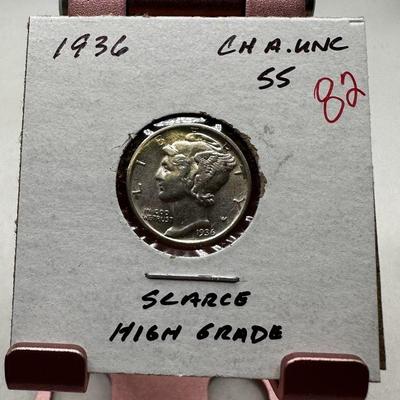 1936 CH A.UNC
55 82
LIBERTY
IN GOD
WE TRUST
1936
SCARCE
HIGH GRADE